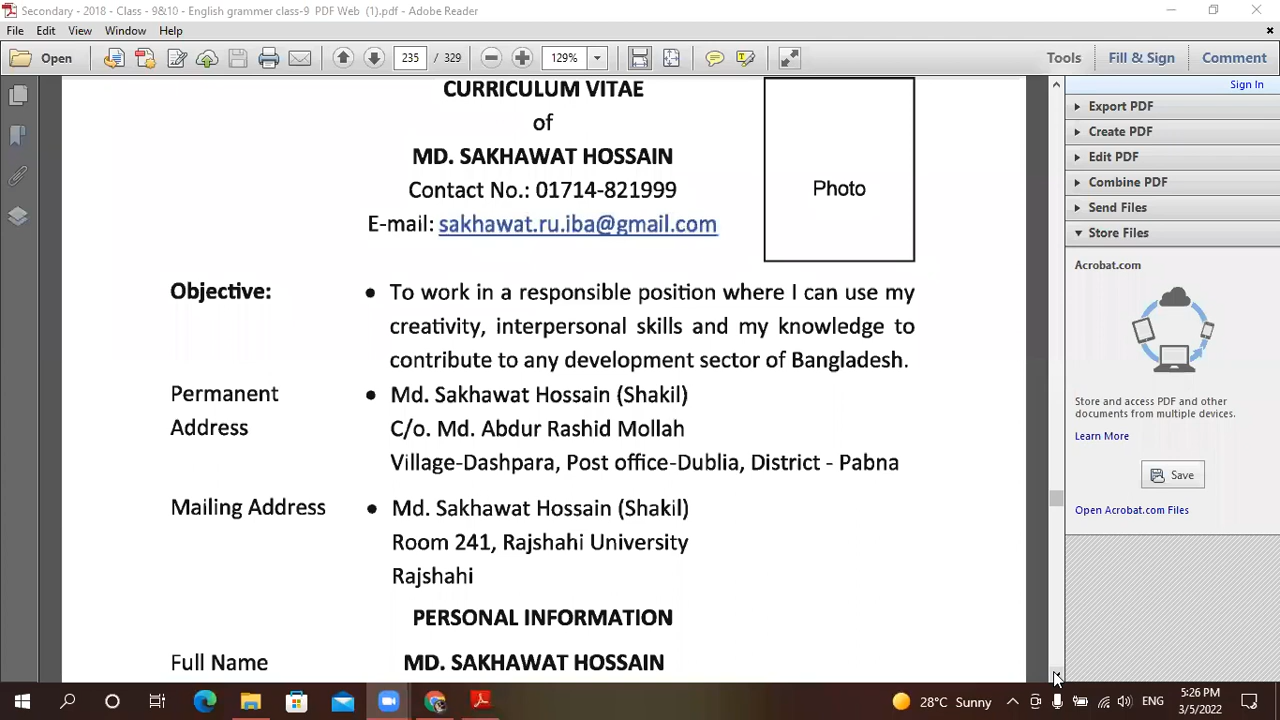 Secondary - 2018 - Class - 9&10 - English grammer class-9 PDF Web (1).pdf - Adobe Reader
File Edit View Window Help
Open 235 / 329 129% Tools Fill & Sign Comment
Sign In
CURRICULUM VITAE
of
MD. SAKHAWAT HOSSAIN
Contact No.: 01714-821999
E-mail: sakhawat.ru.iba@gmail.com
Photo
Objective: • To work in a responsible position where I can use my
creativity, interpersonal skills and my knowledge to
contribute to any development sector of Bangladesh.
Permanent • Md. Sakhawat Hossain (Shakil)
Address C/o. Md. Abdur Rashid Mollah
Village-Dashpara, Post office-Dublia, District - Pabna
Mailing Address • Md. Sakhawat Hossain (Shakil)
Room 241, Rajshahi University
Rajshahi
PERSONAL INFORMATION
Full Name MD. SAKHAWAT HOSSAIN
Export PDF
Create PDF
Edit PDF
Combine PDF
Send Files
Store Files
Acrobat.com
Store and access PDF and other
documents from multiple devices.
Learn More
Save
Open Acrobat.com Files
28°C Sunny ENG 5:26 PM
3/5/2022